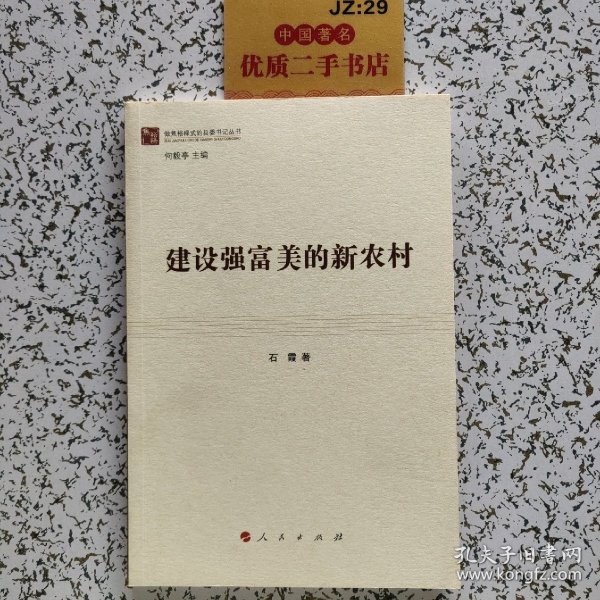 JZ:29
中国著名
优质二手书店
做焦裕禄式的县委书记丛书
何毅亭 主编
建设强富美的新农村
石 霞 著
人民出版社
孔夫子旧书网
www.kongfz.com